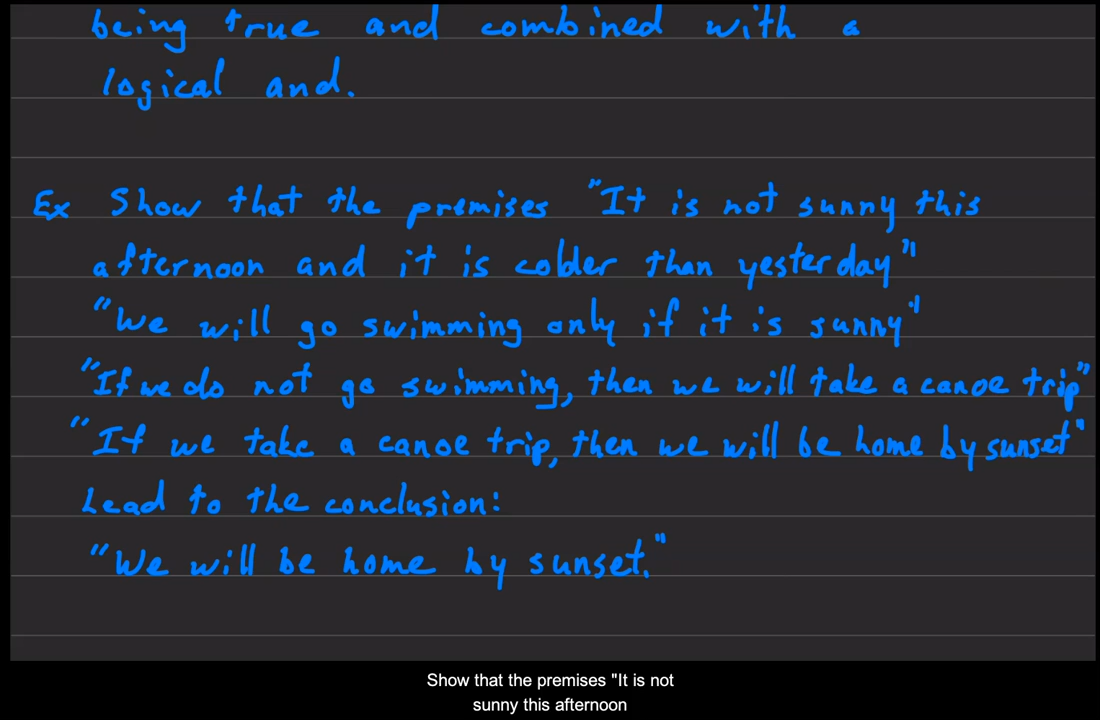 being true and combined with a
logical and.
Ex Show that the premises "It is not sunny this
afternoon and it is colder than yesterday"
"We will go swimming only if it is sunny"
"If we do not go swimming, then we will take a canoe trip"
"If we take a canoe trip, then we will be home by sunset"
Lead to the conclusion:
"We will be home by sunset."
Show that the premises "It is not
sunny this afternoon